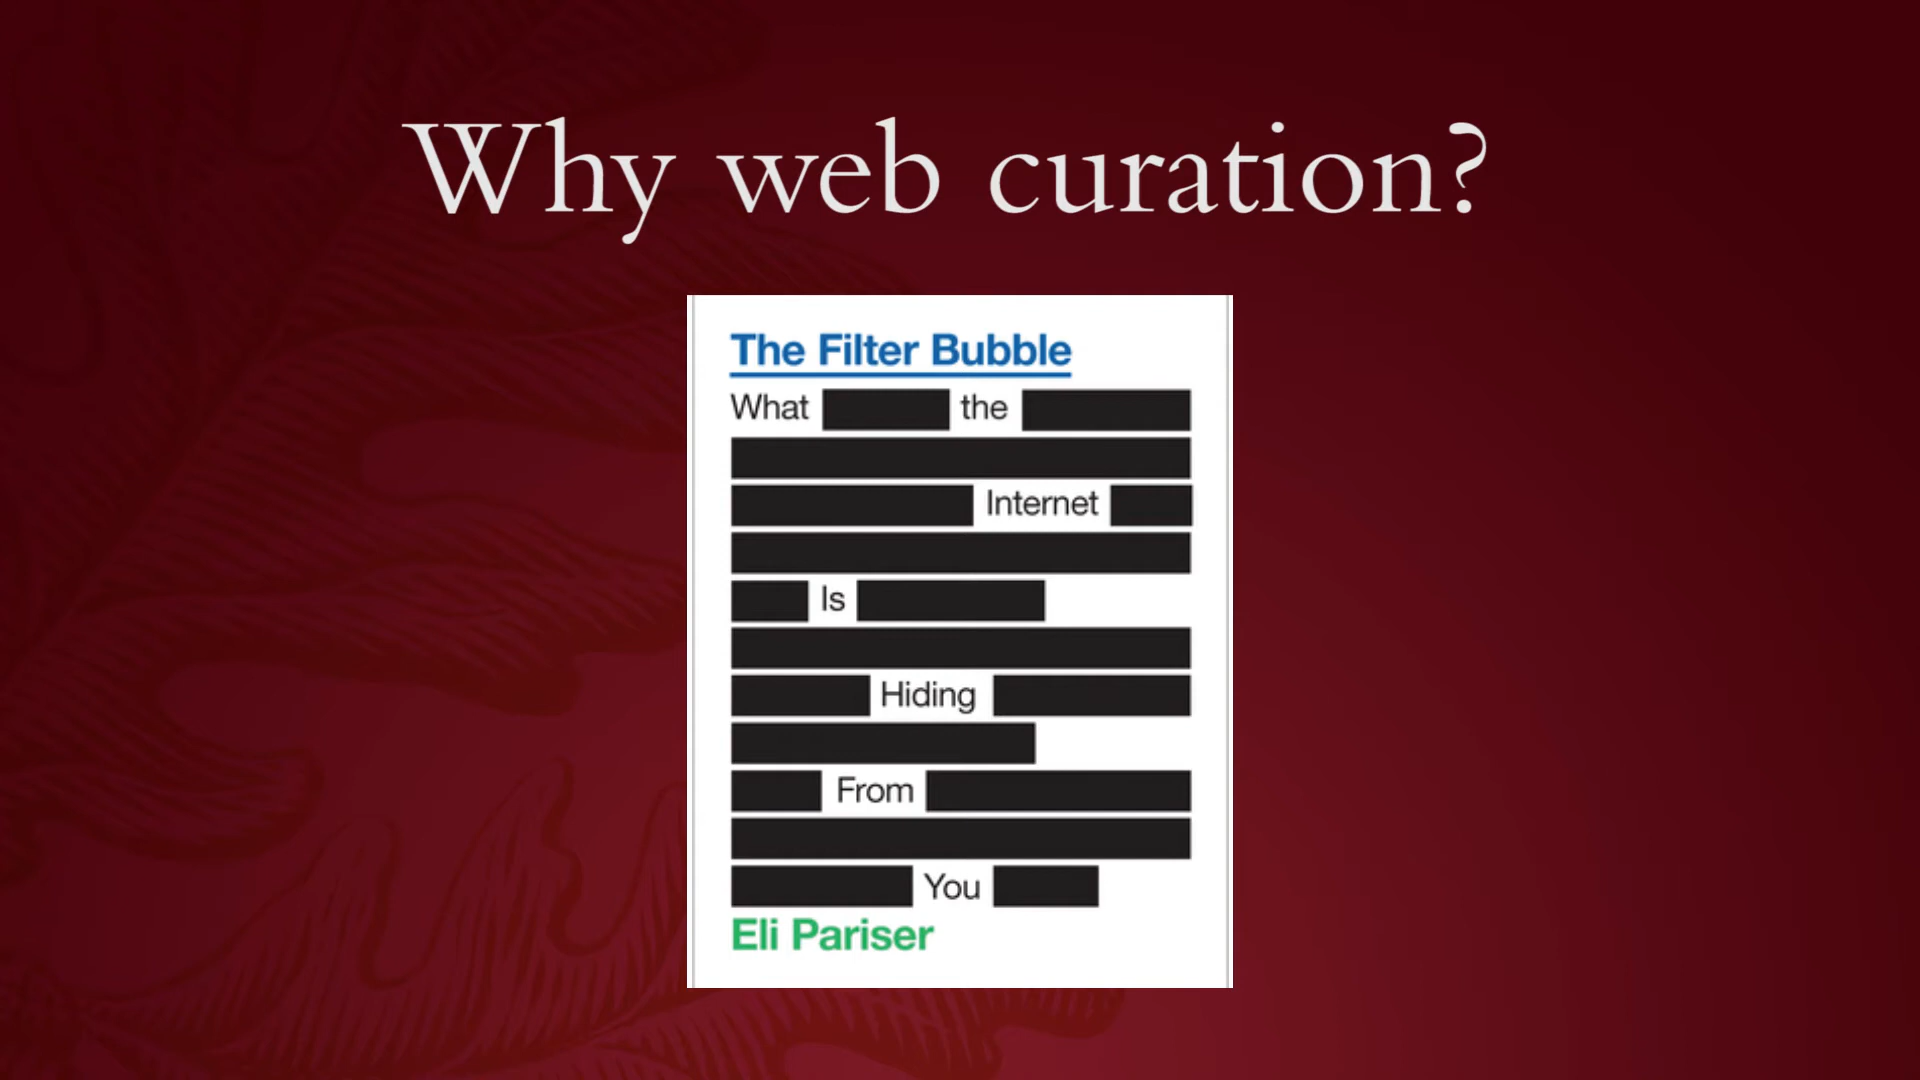 Why web curation?
The Filter Bubble
What the
Internet
Is
Hiding
From
You
Eli Pariser